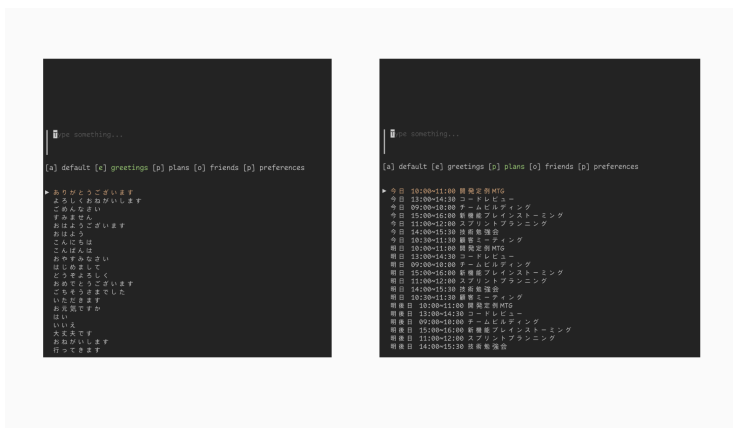 Type something...
[a] default [e] greetings [p] plans [o] friends [p] preferences
▶ ありがとうございます
よろしくおねがいします
ごめんなさい
すみません
おはようございます
おはよう
こんにちは
こんばんは
おやすみなさい
はじめまして
どうぞよろしく
おめでとうございます
ごちそうさまでした
いただきます
お元気ですか
はい
いいえ
大丈夫です
おねがいします
行ってきます
Type something...
[a] default [e] greetings [p] plans [o] friends [p] preferences
▶ 今日 10:00~11:00 開発定例MTG
今日 13:00~14:30 コードレビュー
今日 09:00~10:00 チームビルディング
今日 15:00~16:00 新機能ブレインストーミング
今日 11:00~12:00 スプリントプランニング
今日 14:00~15:30 技術勉強会
今日 10:30~11:30 顧客ミーティング
明日 10:00~11:00 開発定例MTG
明日 13:00~14:30 コードレビュー
明日 09:00~10:00 チームビルディング
明日 15:00~16:00 新機能ブレインストーミング
明日 11:00~12:00 スプリントプランニング
明日 14:00~15:30 技術勉強会
明日 10:30~11:30 顧客ミーティング
明後日 10:00~11:00 開発定例MTG
明後日 13:00~14:30 コードレビュー
明後日 09:00~10:00 チームビルディング
明後日 15:00~16:00 新機能ブレインストーミング
明後日 11:00~12:00 スプリントプランニング
明後日 14:00~15:30 技術勉強会